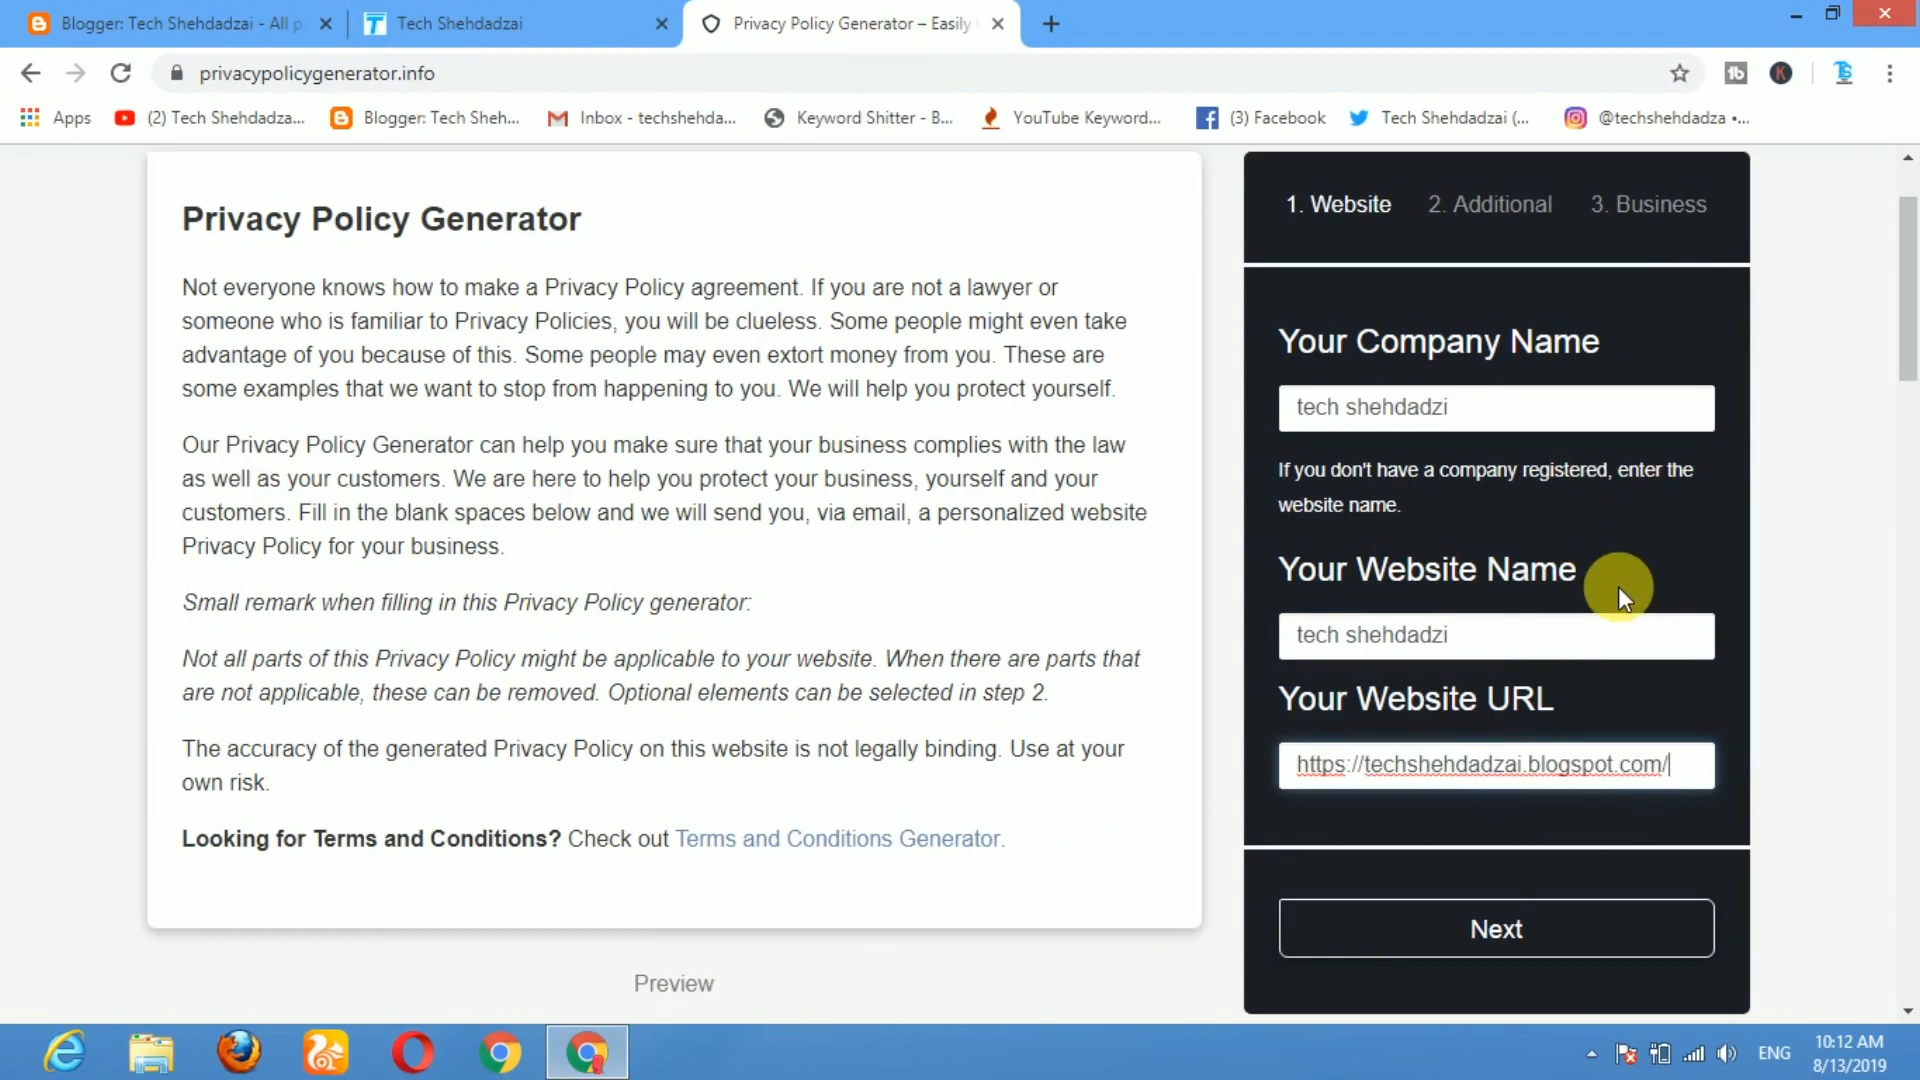 Blogger: Tech Shehdadzai - All p
Tech Shehdadzai
Privacy Policy Generator – Easily
privacypolicygenerator.info
Apps
(2) Tech Shehdadza...
Blogger: Tech Sheh...
Inbox - techshehda...
Keyword Shitter - B...
YouTube Keyword...
(3) Facebook
Tech Shehdadzai (...
@techshehdadza •...
Privacy Policy Generator
Not everyone knows how to make a Privacy Policy agreement. If you are not a lawyer or
someone who is familiar to Privacy Policies, you will be clueless. Some people might even take
advantage of you because of this. Some people may even extort money from you. These are
some examples that we want to stop from happening to you. We will help you protect yourself.
Our Privacy Policy Generator can help you make sure that your business complies with the law
as well as your customers. We are here to help you protect your business, yourself and your
customers. Fill in the blank spaces below and we will send you, via email, a personalized website
Privacy Policy for your business.
Small remark when filling in this Privacy Policy generator:
Not all parts of this Privacy Policy might be applicable to your website. When there are parts that
are not applicable, these can be removed. Optional elements can be selected in step 2.
The accuracy of the generated Privacy Policy on this website is not legally binding. Use at your
own risk.
Looking for Terms and Conditions? Check out Terms and Conditions Generator.
Preview
1. Website
2. Additional
3. Business
Your Company Name
tech shehdadzi
If you don't have a company registered, enter the
website name.
Your Website Name
tech shehdadzi
Your Website URL
https://techshehdadzai.blogspot.com/
Next
ENG
10:12 AM
8/13/2019